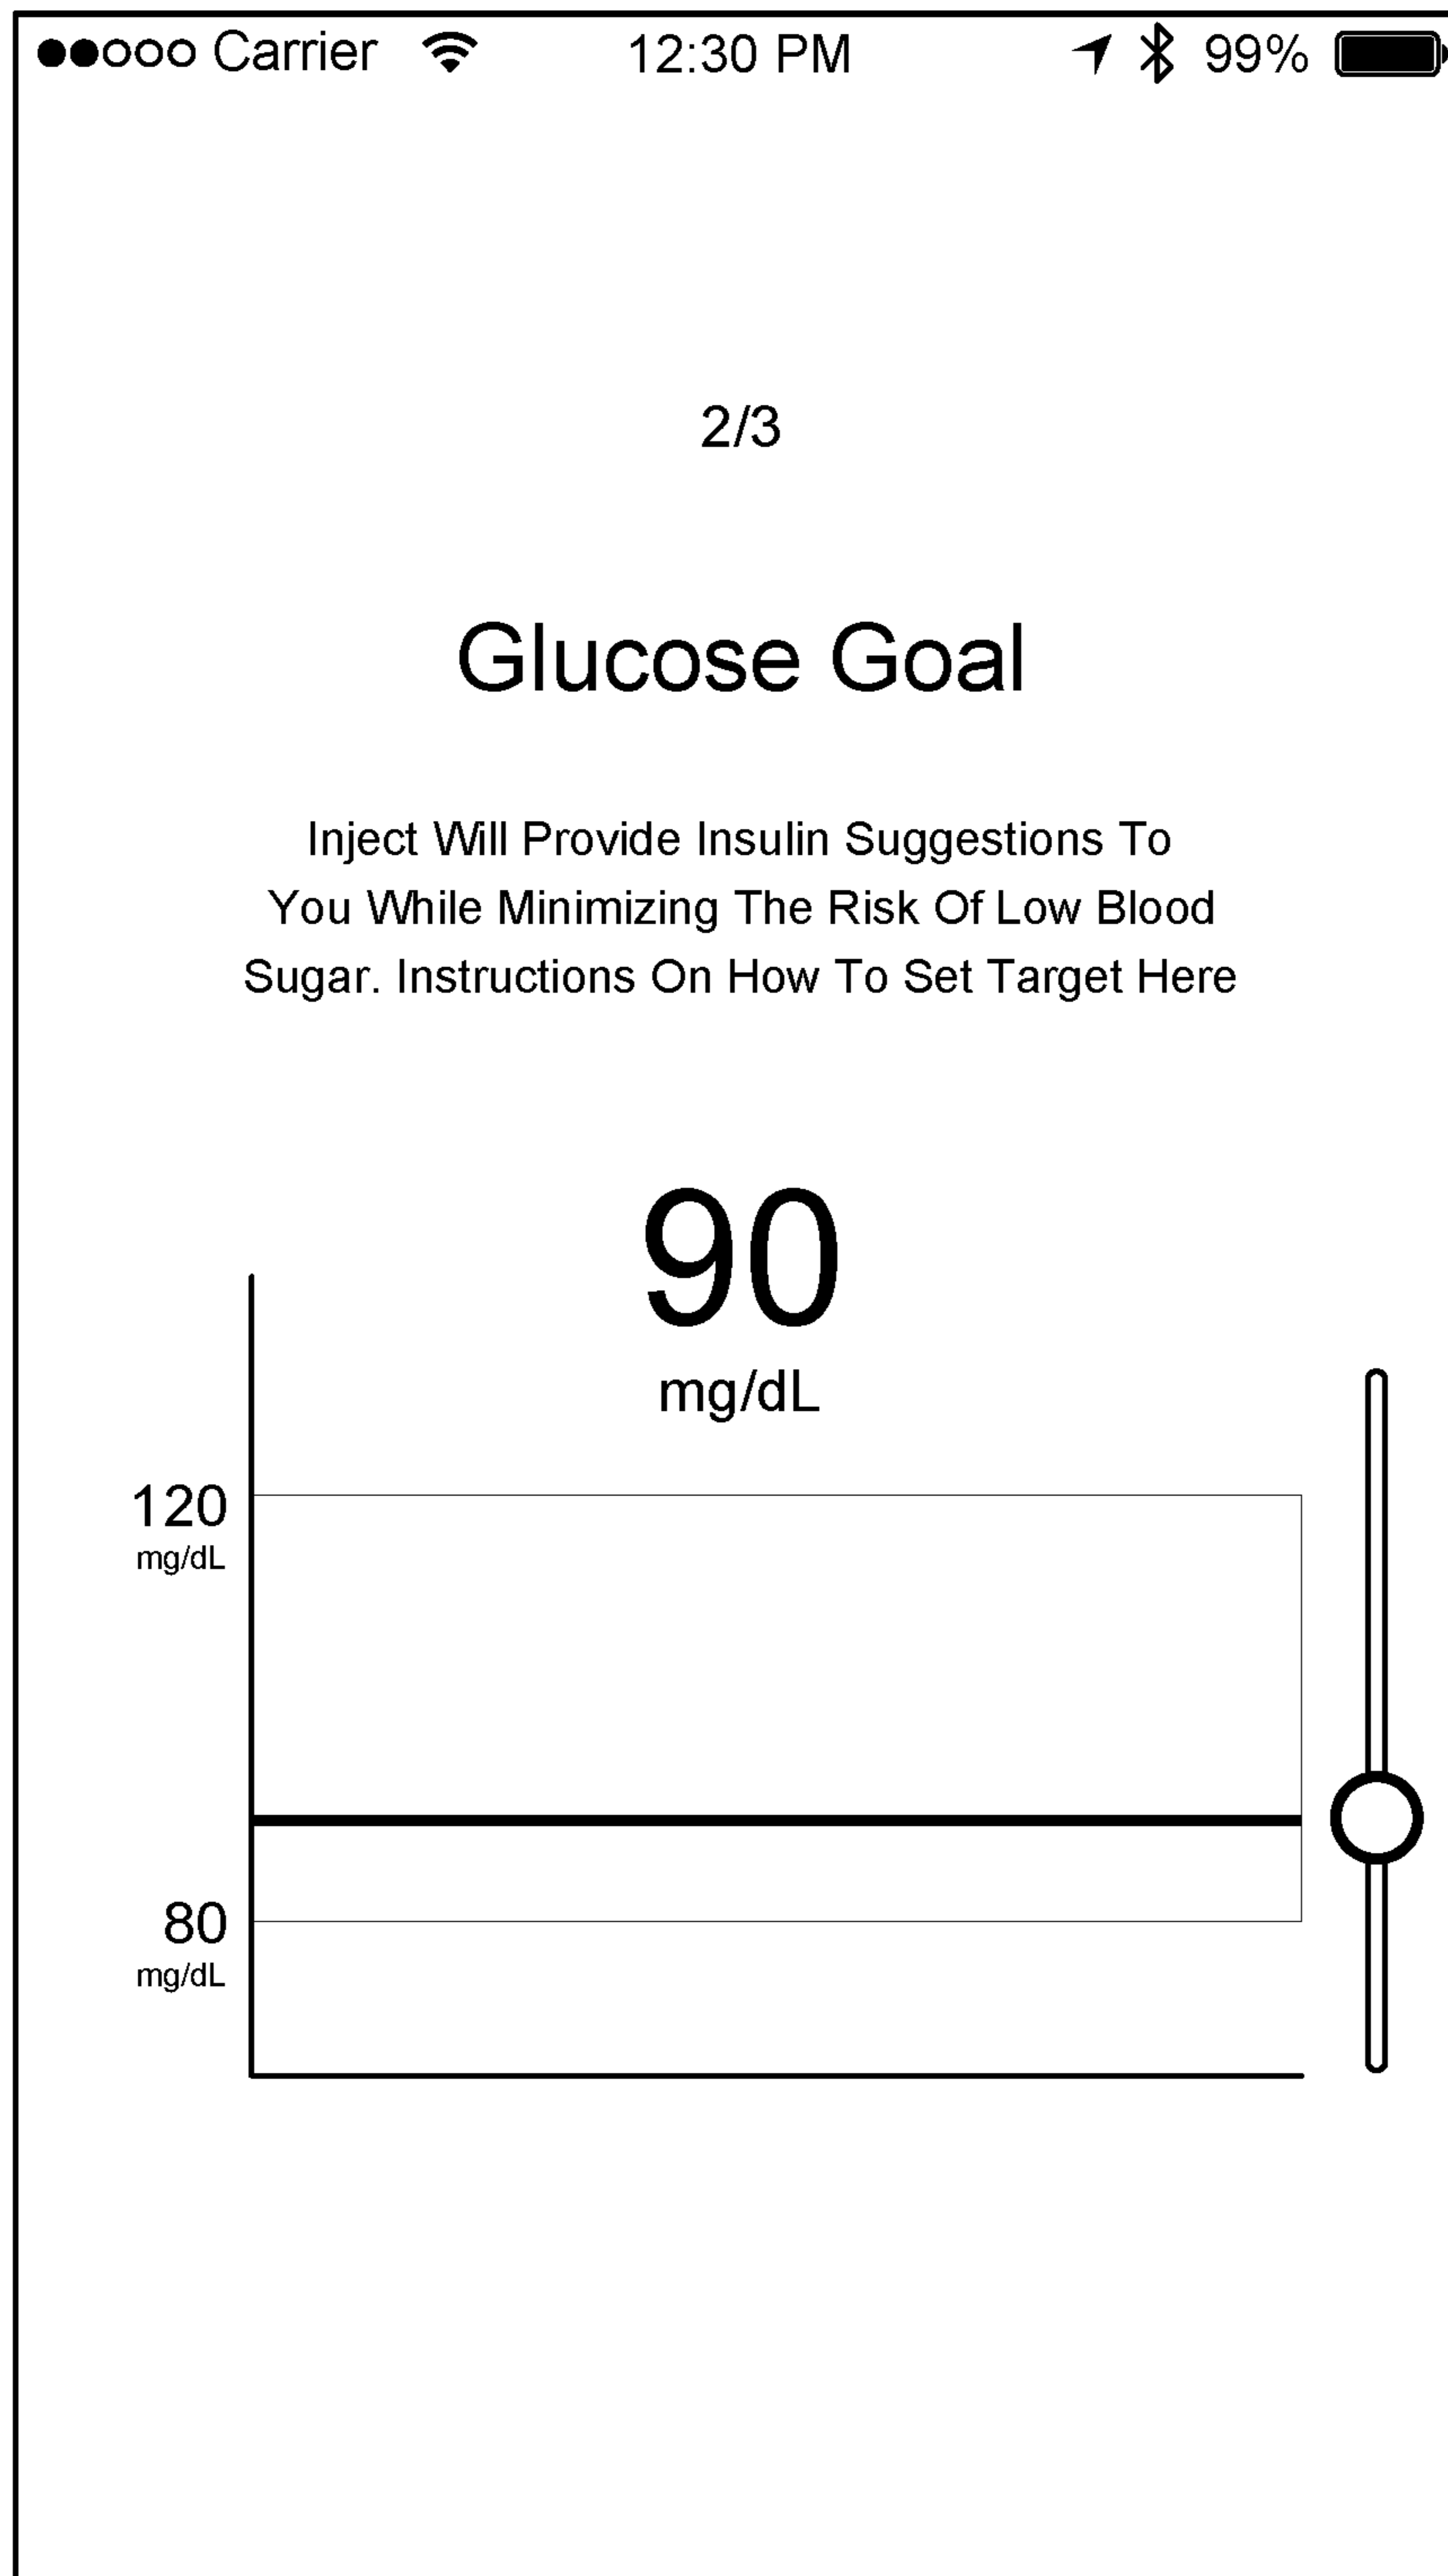 Carrier 12:30 PM 99%
2/3
Glucose Goal
Inject Will Provide Insulin Suggestions To
You While Minimizing The Risk Of Low Blood
Sugar. Instructions On How To Set Target Here
90
mg/dL
120
mg/dL
80
mg/dL